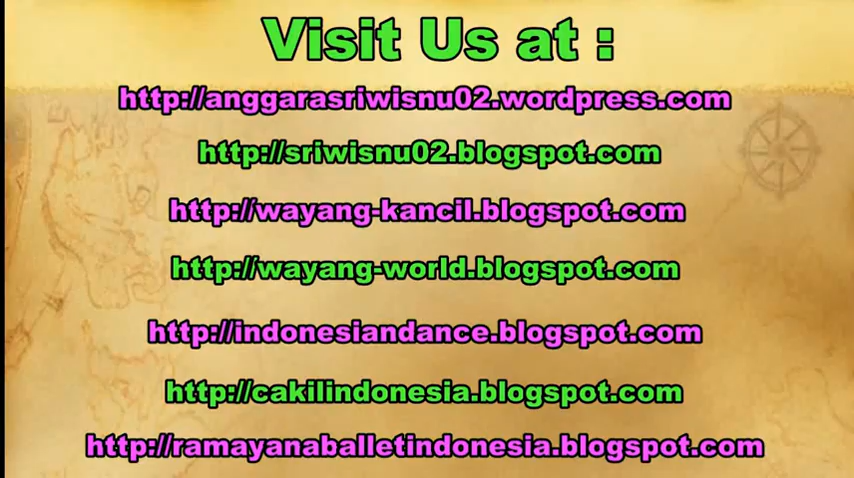 Visit Us at :
http://anggarasriwisnu02.wordpress.com
http://sriwisnu02.blogspot.com
http://wayang-kancil.blogspot.com
http://wayang-world.blogspot.com
http://indonesiandance.blogspot.com
http://cakilindonesia.blogspot.com
http://ramayanaballetindonesia.blogspot.com